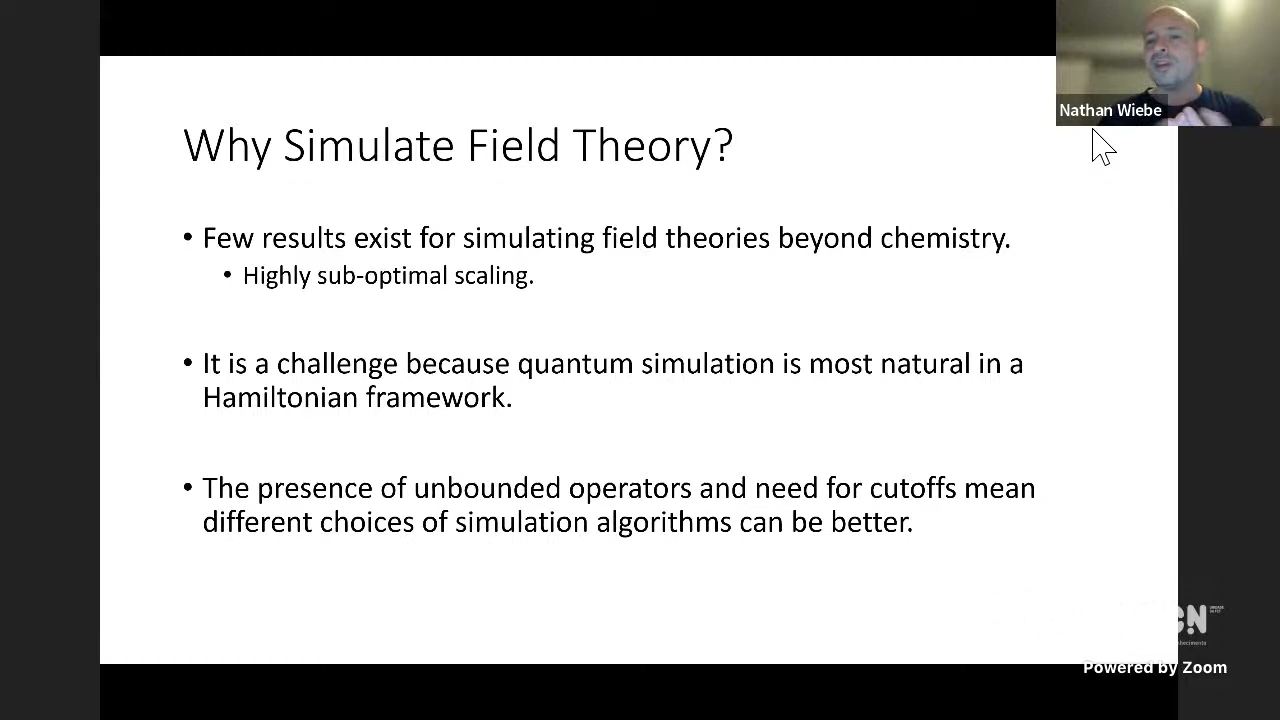 Nathan Wiebe
Why Simulate Field Theory?
• Few results exist for simulating field theories beyond chemistry.
• Highly sub-optimal scaling.
• It is a challenge because quantum simulation is most natural in a
Hamiltonian framework.
• The presence of unbounded operators and need for cutoffs mean
different choices of simulation algorithms can be better.
Powered by Zoom